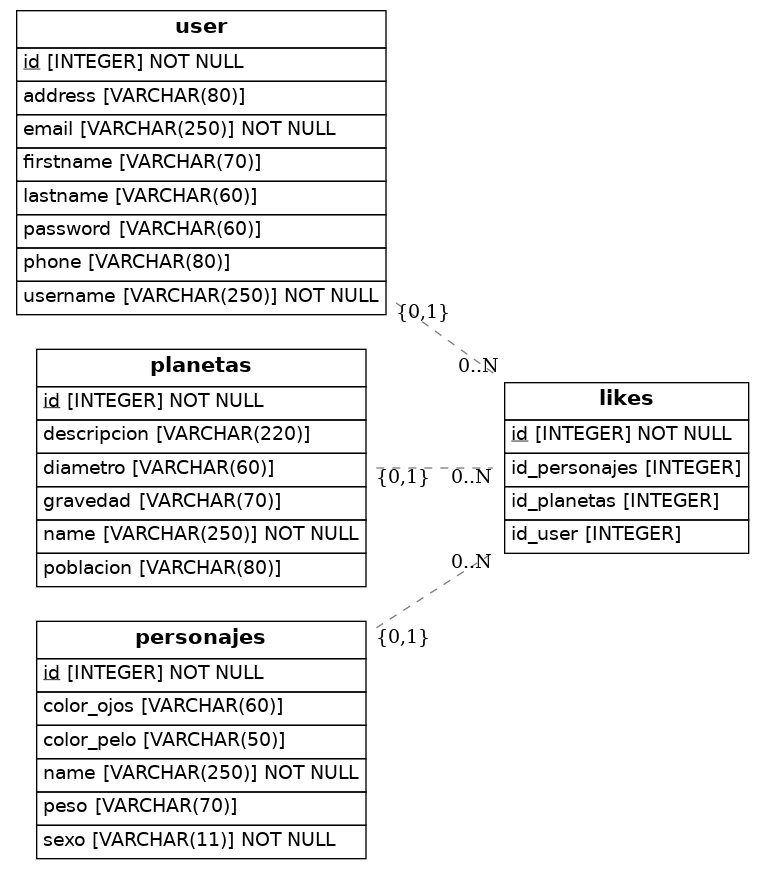 user
id [INTEGER] NOT NULL
address [VARCHAR(80)]
email [VARCHAR(250)] NOT NULL
firstname [VARCHAR(70)]
lastname [VARCHAR(60)]
password [VARCHAR(60)]
phone [VARCHAR(80)]
username [VARCHAR(250)] NOT NULL
{0,1}
0..N
planetas
id [INTEGER] NOT NULL
descripcion [VARCHAR(220)]
diametro [VARCHAR(60)]
gravedad [VARCHAR(70)]
name [VARCHAR(250)] NOT NULL
poblacion [VARCHAR(80)]
{0,1}
0..N
likes
id [INTEGER] NOT NULL
id_personajes [INTEGER]
id_planetas [INTEGER]
id_user [INTEGER]
0..N
{0,1}
personajes
id [INTEGER] NOT NULL
color_ojos [VARCHAR(60)]
color_pelo [VARCHAR(50)]
name [VARCHAR(250)] NOT NULL
peso [VARCHAR(70)]
sexo [VARCHAR(11)] NOT NULL